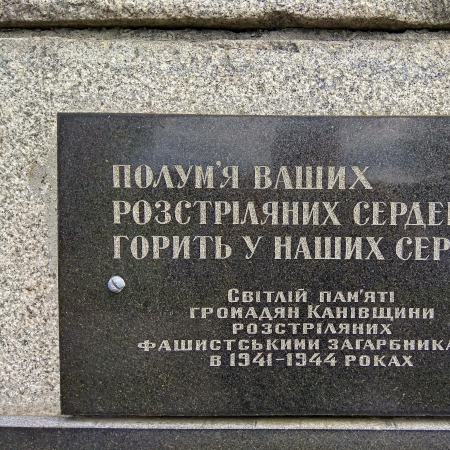 ПОЛУМ'Я ВАШИХ
РОЗСТРІЛЯНИХ СЕРДЕ
ГОРИТЬ У НАШИХ СЕР
СВІТЛІЙ ПАМ'ЯТІ
ГРОМАДЯН КАНІВЩИНИ
РОЗСТРІЛЯНИХ
ФАШИСТСЬКИМИ ЗАГАРБНИКА
В 1941-1944 РОКАХ